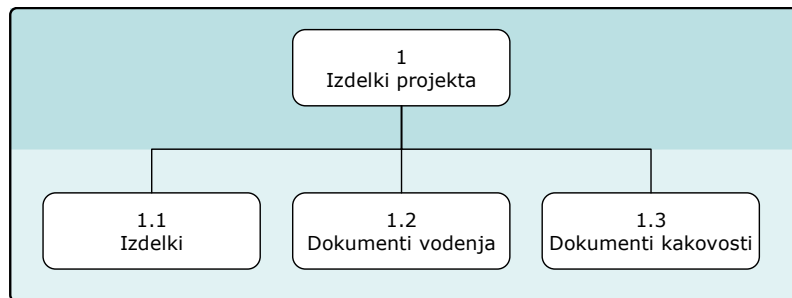 1
Izdelki projekta
1.1
Izdelki
1.2
Dokumenti vodenja
1.3
Dokumenti kakovosti